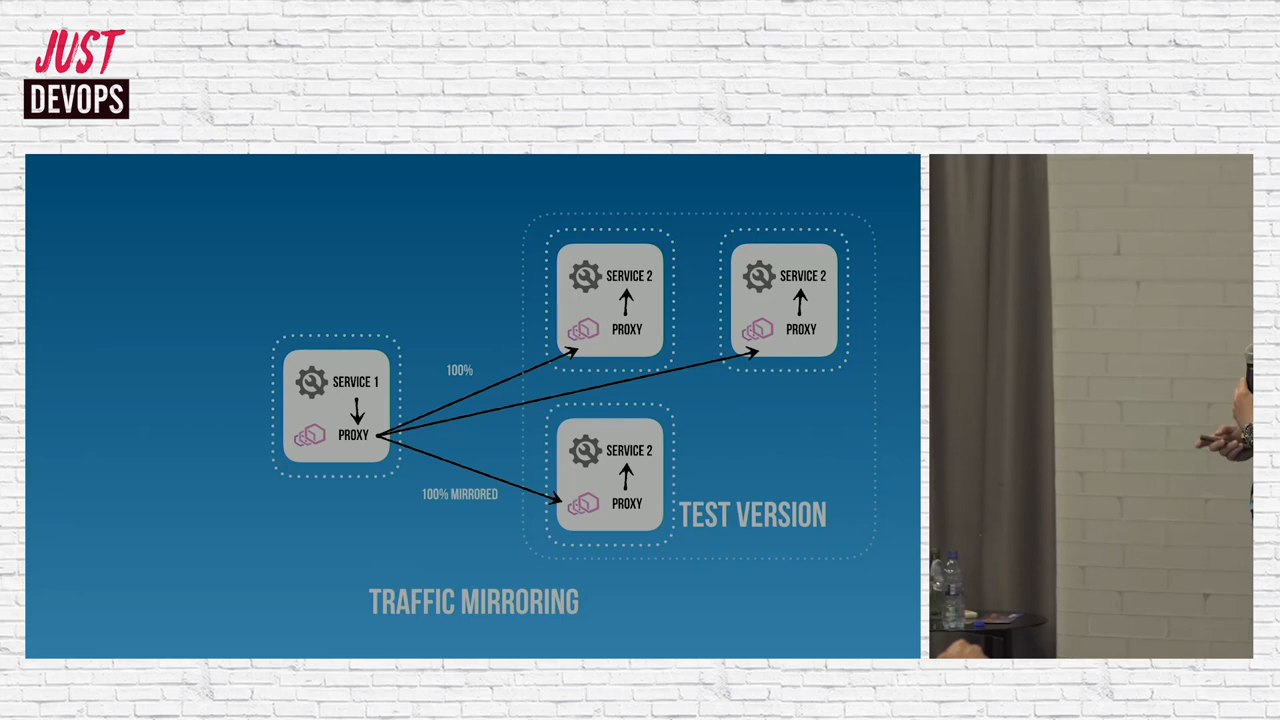 JUST
DEVOPS
SERVICE 2
PROXY
SERVICE 2
PROXY
100%
SERVICE 1
PROXY
100% MIRRORED
SERVICE 2
PROXY
TEST VERSION
TRAFFIC MIRRORING